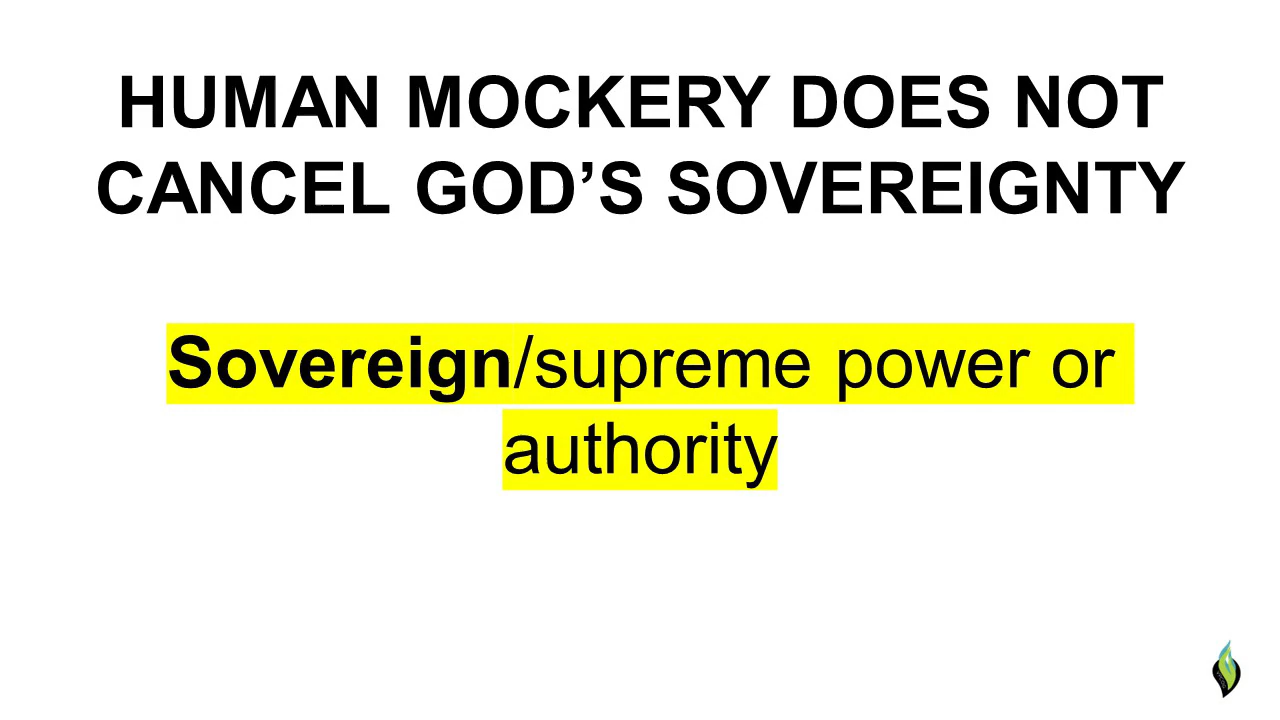 HUMAN MOCKERY DOES NOT
CANCEL GOD’S SOVEREIGNTY
Sovereign/supreme power or
authority